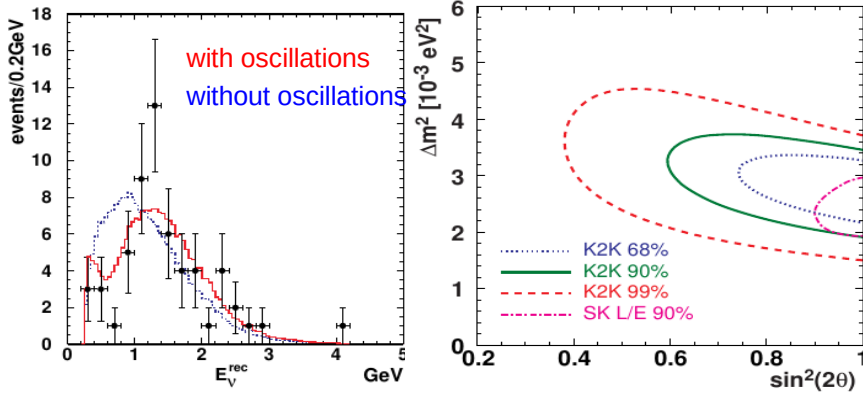 events/0.2GeV
18
16
14
12
10
8
6
4
2
0
with oscillations
without oscillations
0 1 2 3 4 5
E_ν^rec GeV
Δm² [10⁻³ eV²]
6
5
4
3
2
1
0
K2K 68%
K2K 90%
K2K 99%
SK L/E 90%
0.2 0.4 0.6 0.8 1
sin²(2θ)